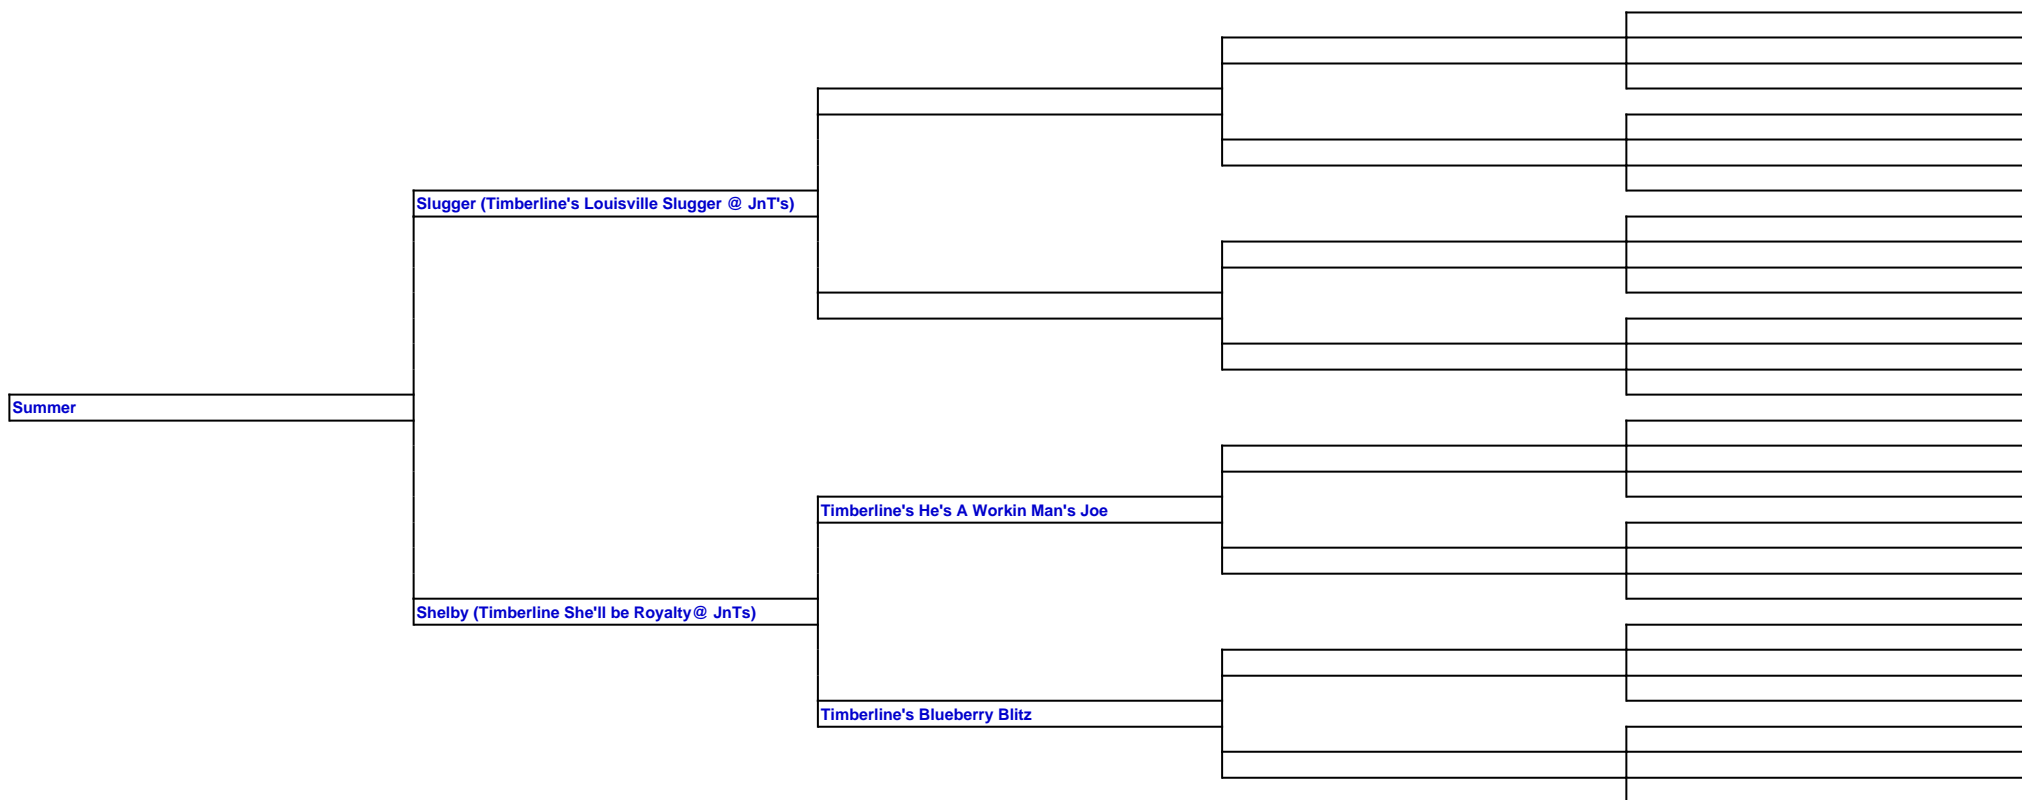 Slugger (Timberline's Louisville Slugger @ JnT's)
Summer
Timberline's He's A Workin Man's Joe
Shelby (Timberline She'll be Royalty@ JnTs)
Timberline's Blueberry Blitz